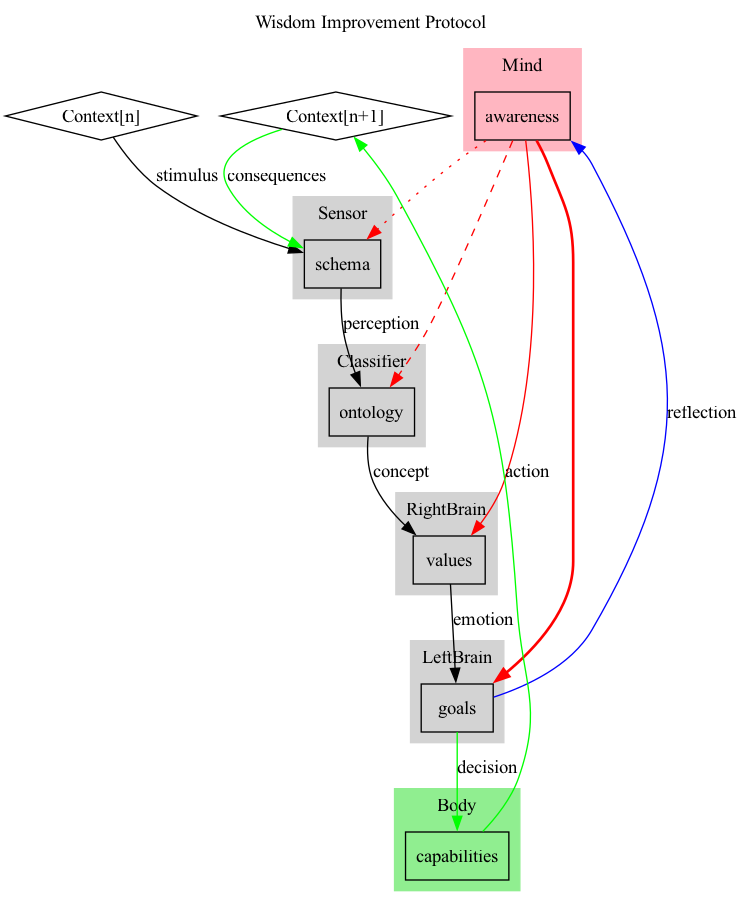 Wisdom Improvement Protocol
Mind
Context[n]
Context[n+1]
awareness
stimulus
consequences
Sensor
schema
perception
Classifier
ontology
reflection
concept
action
RightBrain
values
emotion
LeftBrain
goals
decision
Body
capabilities